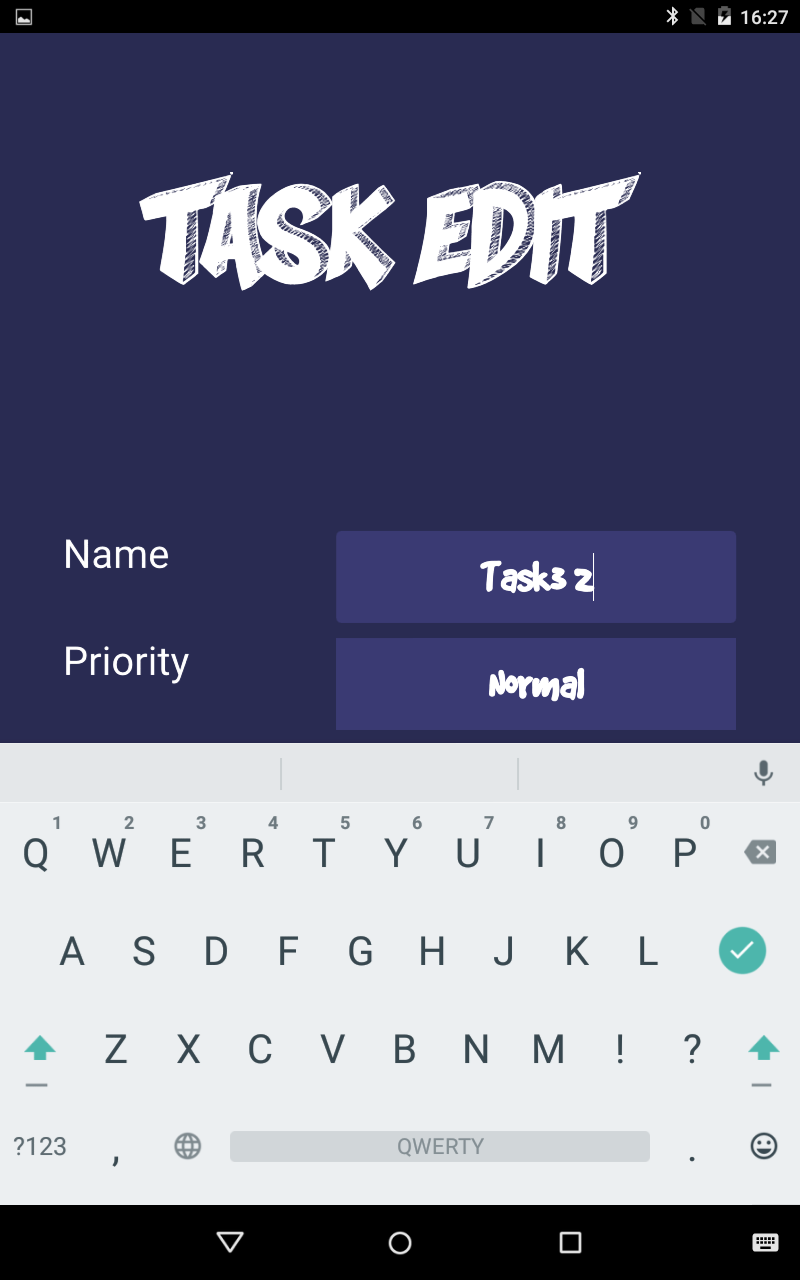 16:27
TASK EDIT
Name
Task3 2
Priority
Normal
1 2 3 4 5 6 7 8 9 0
Q W E R T Y U I O P
A S D F G H J K L
Z X C V B N M ! ?
?123 , QWERTY .